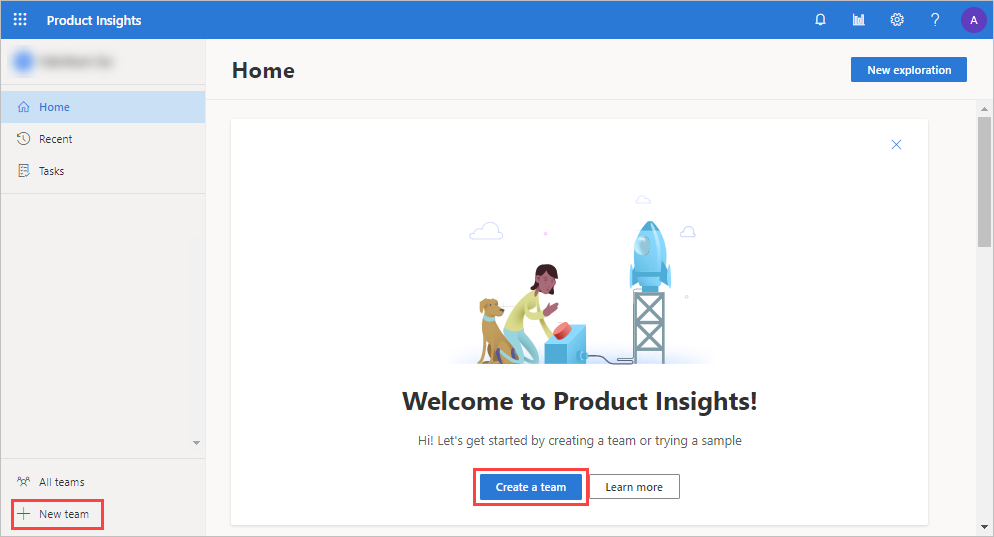 Product Insights
A
Home
New exploration
Home
Recent
Tasks
Welcome to Product Insights!
Hi! Let's get started by creating a team or trying a sample
Create a team
Learn more
All teams
New team